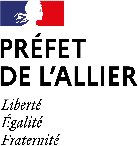 PRÉFET
DE L'ALLIER
Liberté
Égalité
Fraternité